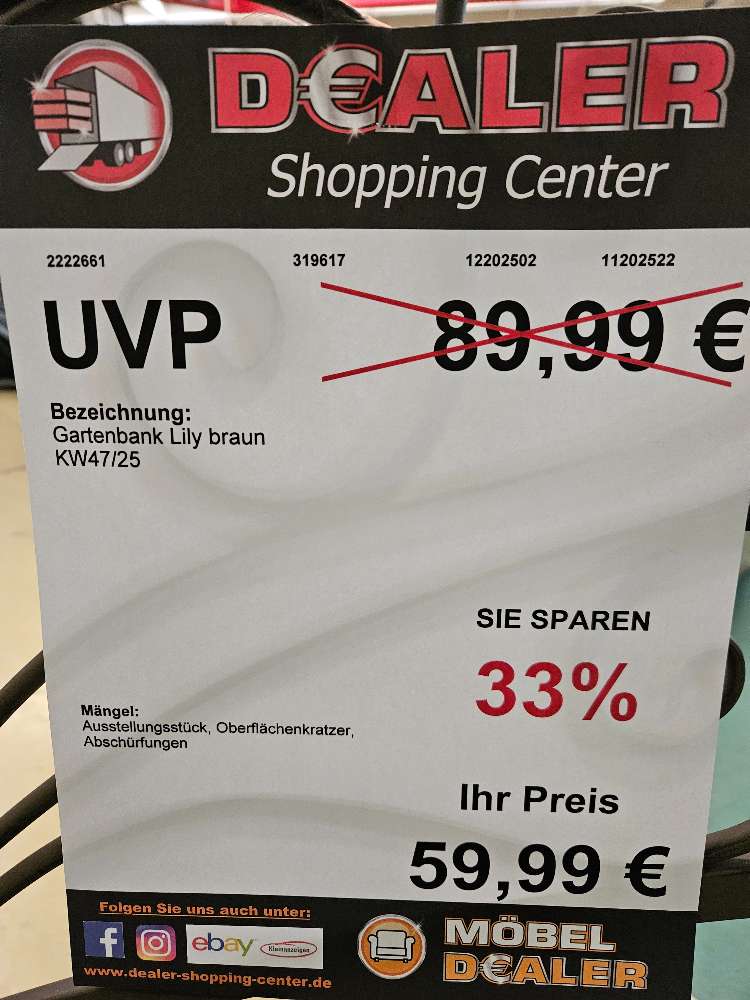 D€ALER
Shopping Center
2222661 319617 12202502 11202522
UVP 89,99 €
Bezeichnung:
Gartenbank Lily braun
KW47/25
SIE SPAREN
33%
Mängel:
Ausstellungsstück, Oberflächenkratzer,
Abschürfungen
Ihr Preis
59,99 €
Folgen Sie uns auch unter:
f ebay Kleinanzeigen
www.dealer-shopping-center.de
MÖBEL
D€ALER